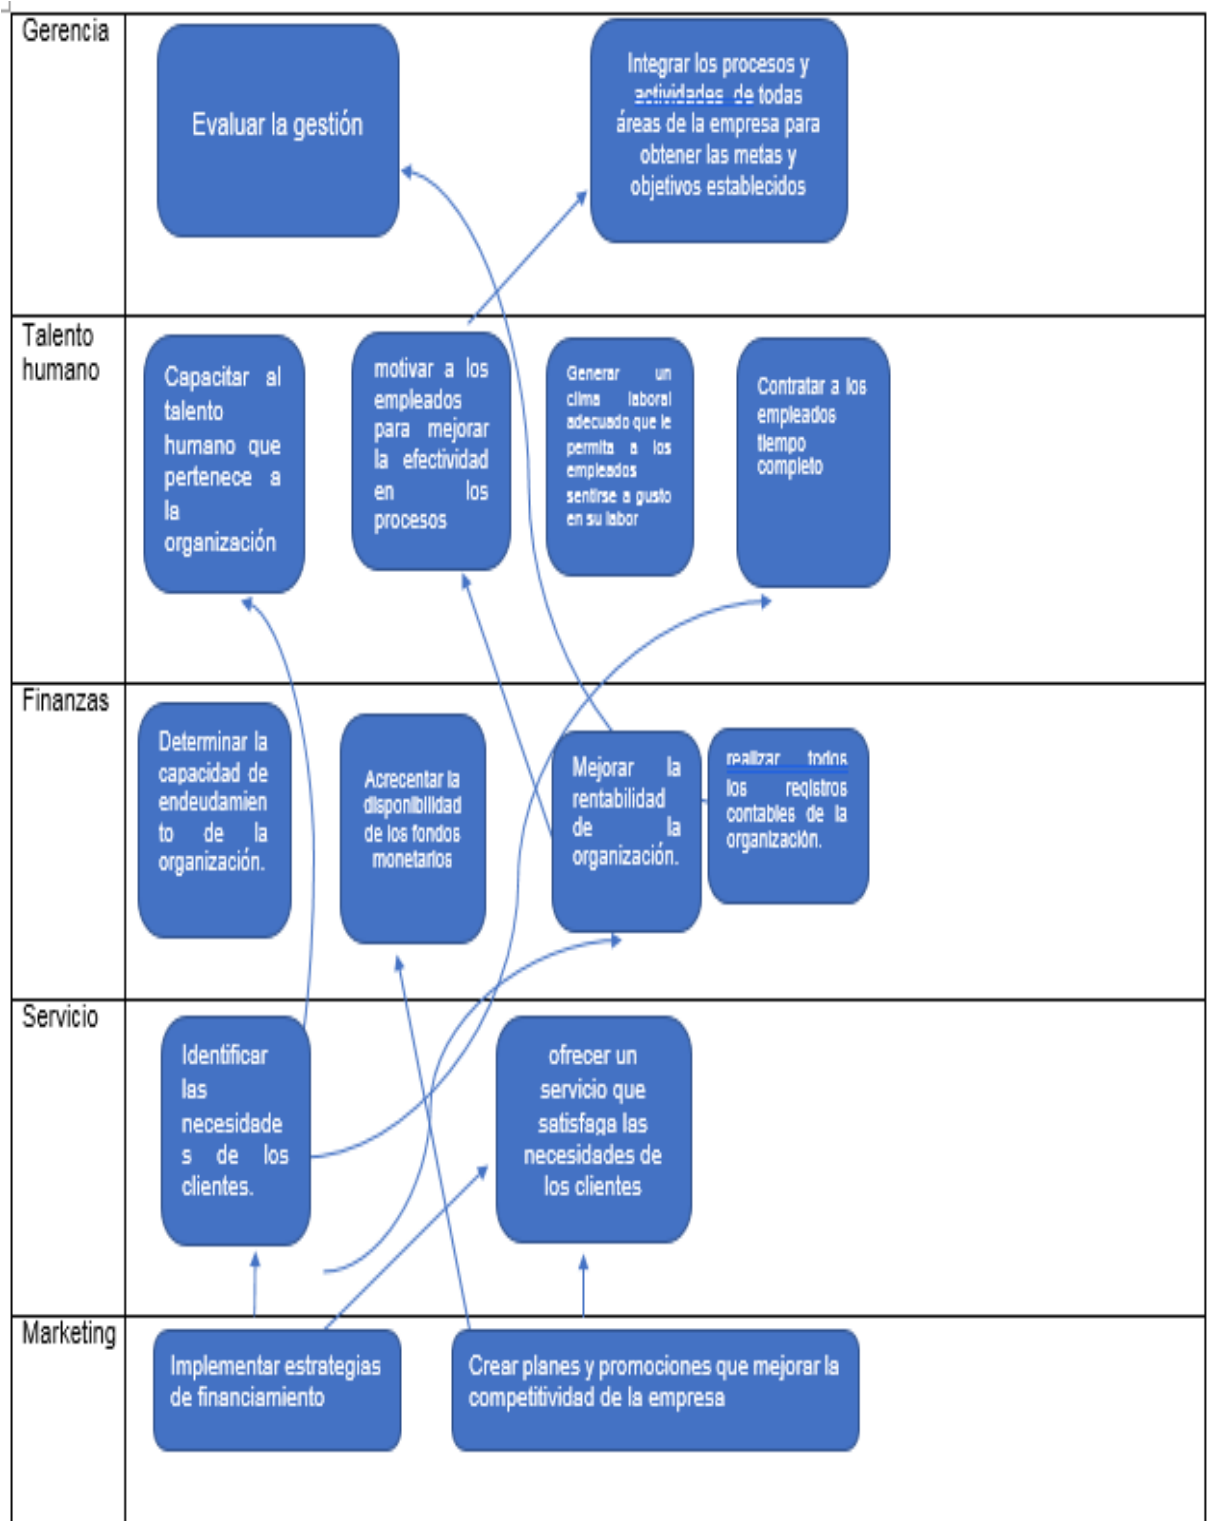 Gerencia
Evaluar la gestión
Integrar los procesos y
actividades de todas
áreas de la empresa para
obtener las metas y
objetivos establecidos
Talento
humano
Capacitar al
talento
humano que
pertenece a
la
organización
motivar a los
empleados
para mejorar
la efectividad
en los
procesos
Generar un
clima laboral
adecuado que le
permita a los
empleados
sentirse a gusto
en su labor
Contratar a los
empleados
tiempo
completo
Finanzas
Determinar la
capacidad de
endeudamien
to de la
organización.
Acrecentar la
disponibilidad
de los fondos
monetarios
Mejorar la
rentabilidad
de la
organización.
realizar todos
los registros
contables de la
organización.
Servicio
Identificar
las
necesidade
s de los
clientes.
ofrecer un
servicio que
satisfaga las
necesidades de
los clientes
Marketing
Implementar estrategias
de financiamiento
Crear planes y promociones que mejorar la
competitividad de la empresa